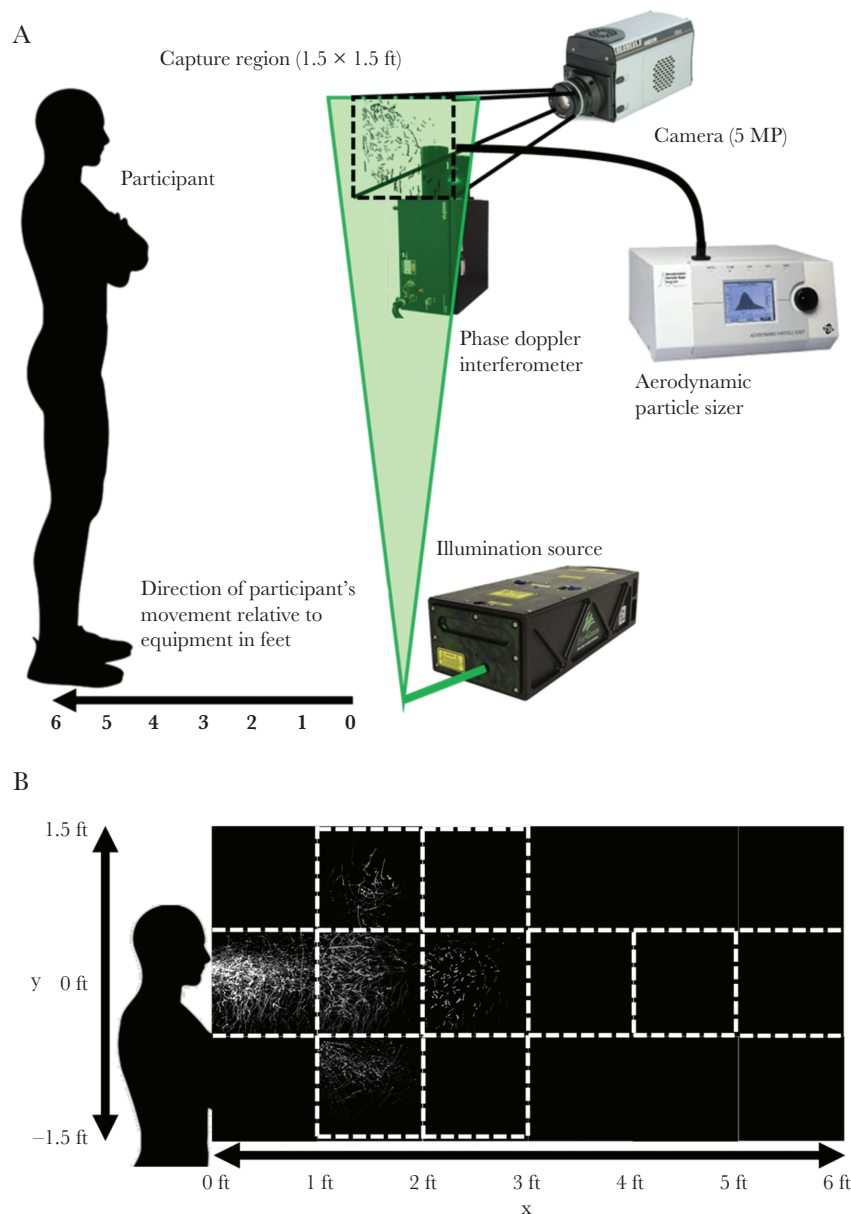 A
Capture region (1.5 × 1.5 ft)
Camera (5 MP)
Participant
Phase doppler
interferometer
Aerodynamic
particle sizer
Illumination source
Direction of participant’s
movement relative to
equipment in feet
6 5 4 3 2 1 0
B
1.5 ft
y 0 ft
–1.5 ft
0 ft 1 ft 2 ft 3 ft 4 ft 5 ft 6 ft
x